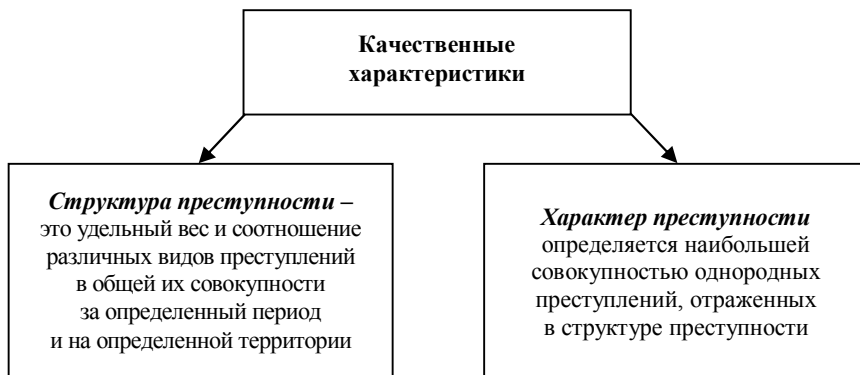 Качественные
характеристики
Структура преступности –
это удельный вес и соотношение
различных видов преступлений
в общей их совокупности
за определенный период
и на определенной территории
Характер преступности
определяется наибольшей
совокупностью однородных
преступлений, отраженных
в структуре преступности